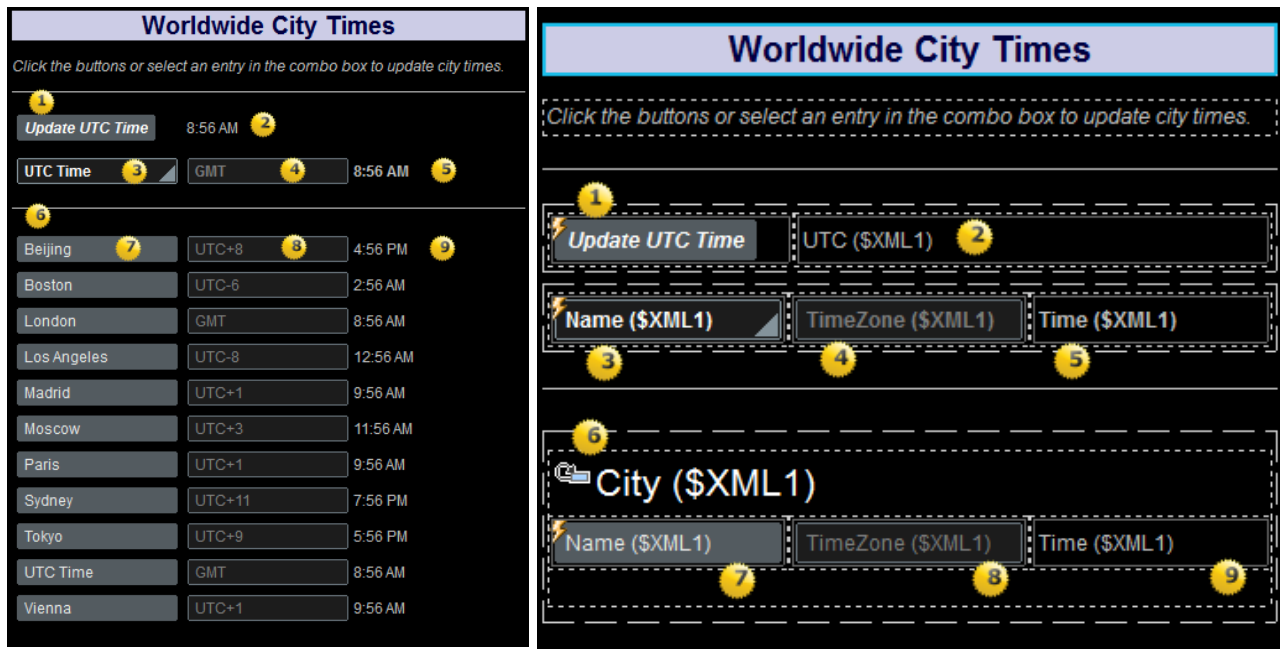 Worldwide City Times
Click the buttons or select an entry in the combo box to update city times.
1
Update UTC Time 8:56 AM 2
UTC Time 3 GMT 4 8:56 AM 5
6
Beijing 7 UTC+8 8 4:56 PM 9
Boston UTC-6 2:56 AM
London GMT 8:56 AM
Los Angeles UTC-8 12:56 AM
Madrid UTC+1 9:56 AM
Moscow UTC+3 11:56 AM
Paris UTC+1 9:56 AM
Sydney UTC+11 7:56 PM
Tokyo UTC+9 5:56 PM
UTC Time GMT 8:56 AM
Vienna UTC+1 9:56 AM
Worldwide City Times
Click the buttons or select an entry in the combo box to update city times.
1
Update UTC Time UTC ($XML1) 2
Name ($XML1) TimeZone ($XML1) Time ($XML1)
3 4 5
6
City ($XML1)
Name ($XML1) TimeZone ($XML1) Time ($XML1)
7 8 9